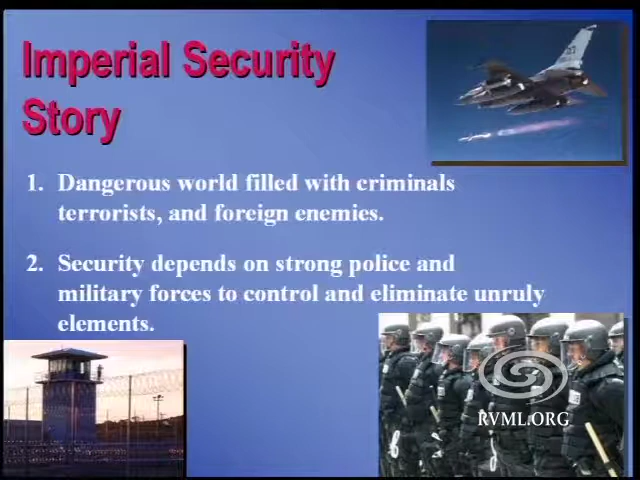 Imperial Security
Story
1. Dangerous world filled with criminals
terrorists, and foreign enemies.
2. Security depends on strong police and
military forces to control and eliminate unruly
elements.
RVML.ORG